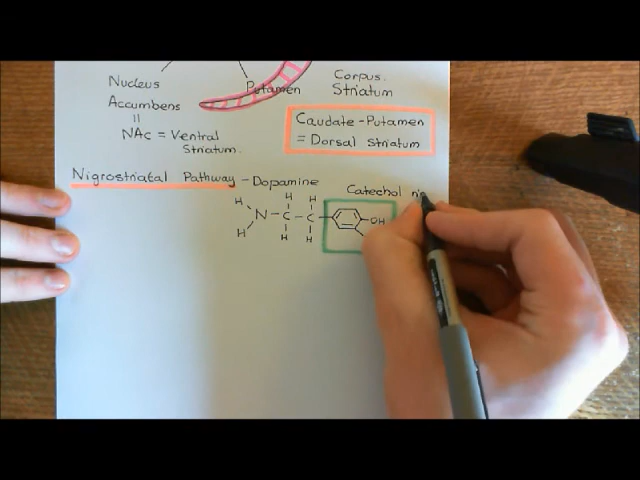 Nucleus
Accumbens
=
NAc = Ventral
Striatum.
Putamen
Corpus
Striatum
Caudate-Putamen
= Dorsal Striatum
Nigrostriatal Pathway - Dopamine
Catechol
H H H
N - C - C - OH
H H H